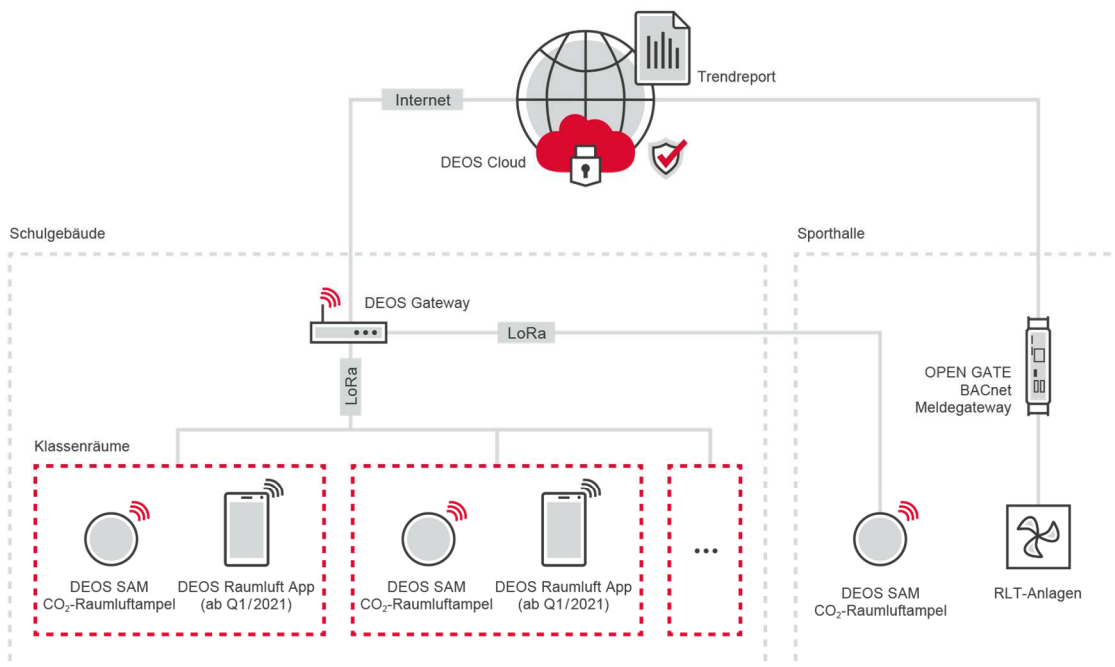 Trendreport
Internet
DEOS Cloud
Schulgebäude
Sporthalle
DEOS Gateway
LoRa
LoRa
OPEN GATE
BACnet
Meldegateway
Klassenräume
DEOS SAM
CO₂-Raumluftampel
DEOS Raumluft App
(ab Q1/2021)
DEOS SAM
CO₂-Raumluftampel
DEOS Raumluft App
(ab Q1/2021)
...
DEOS SAM
CO₂-Raumluftampel
RLT-Anlagen